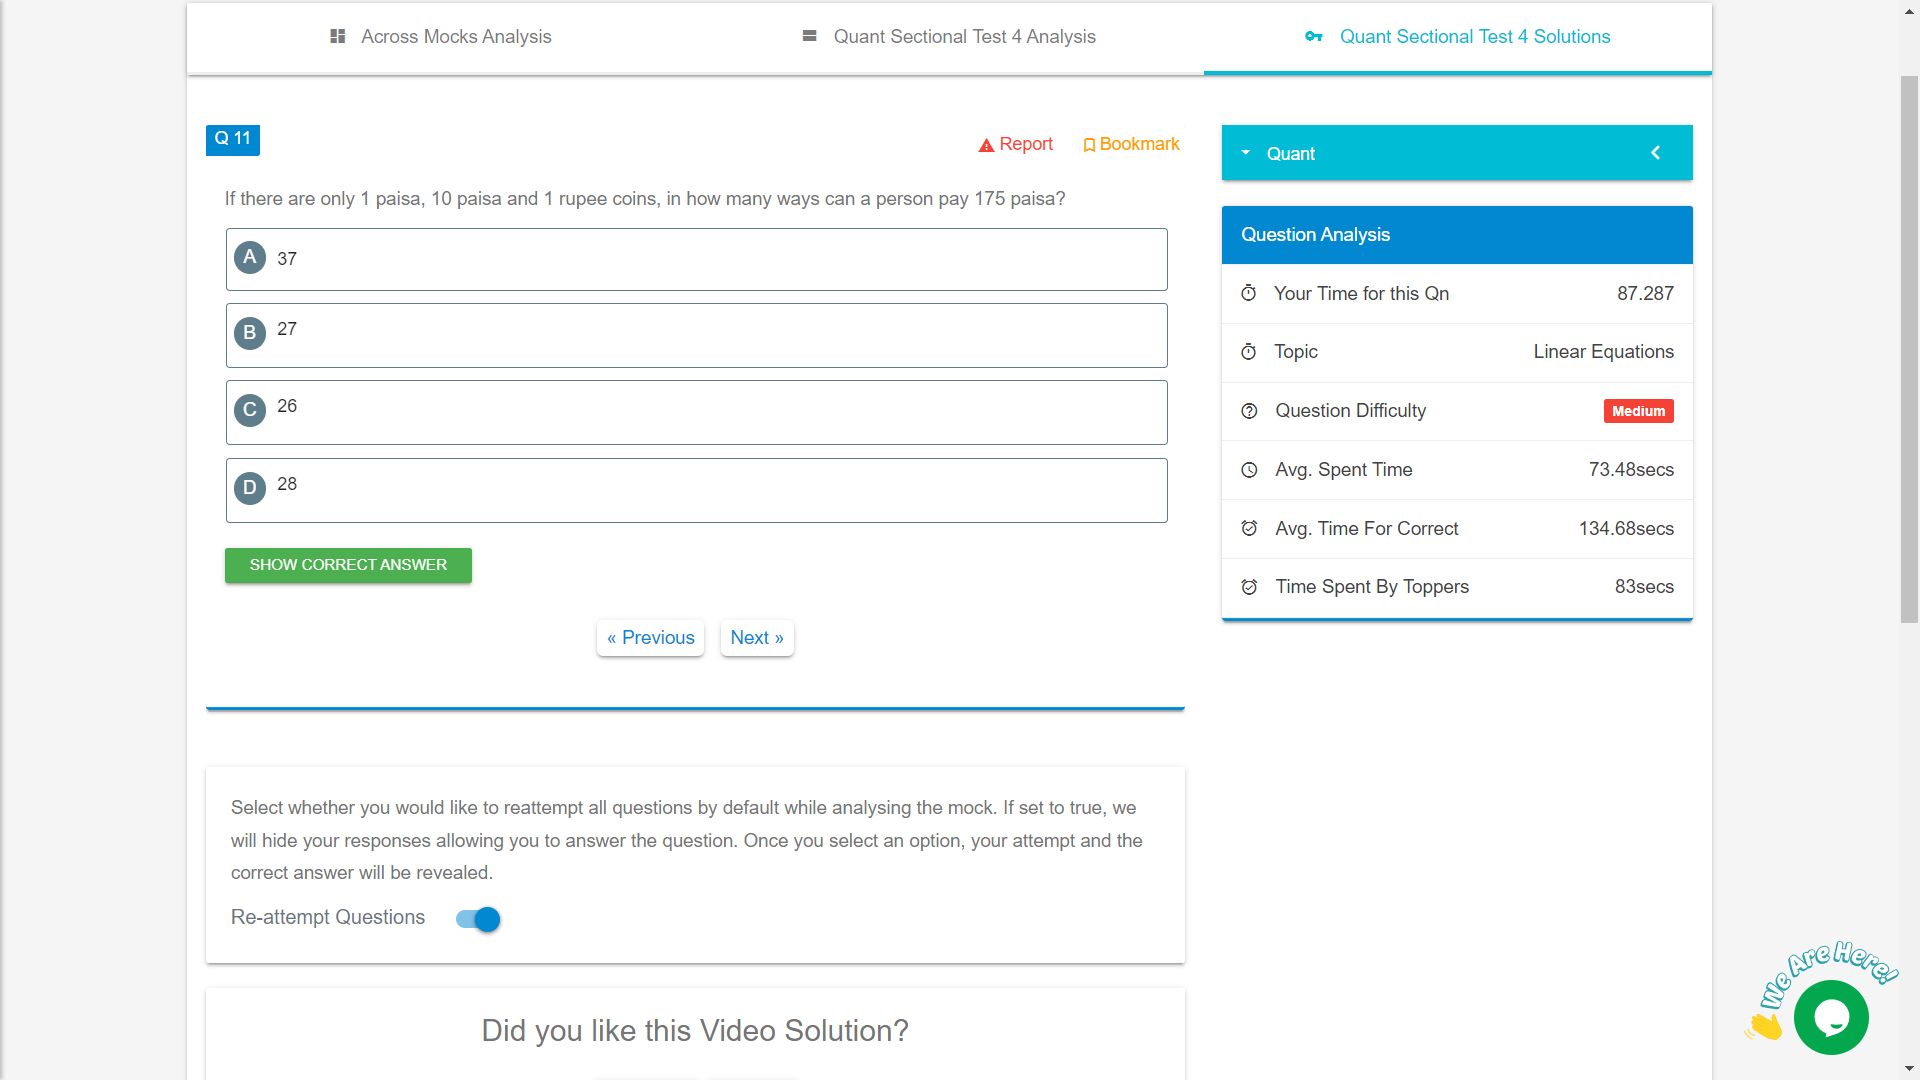 Across Mocks Analysis
Quant Sectional Test 4 Analysis
Quant Sectional Test 4 Solutions
Q 11
Report
Bookmark
If there are only 1 paisa, 10 paisa and 1 rupee coins, in how many ways can a person pay 175 paisa?
A 37
B 27
C 26
D 28
SHOW CORRECT ANSWER
« Previous
Next »
Quant
Question Analysis
Your Time for this Qn 87.287
Topic Linear Equations
Question Difficulty Medium
Avg. Spent Time 73.48secs
Avg. Time For Correct 134.68secs
Time Spent By Toppers 83secs
Select whether you would like to reattempt all questions by default while analysing the mock. If set to true, we
will hide your responses allowing you to answer the question. Once you select an option, your attempt and the
correct answer will be revealed.
Re-attempt Questions
Did you like this Video Solution?
We Are Here!